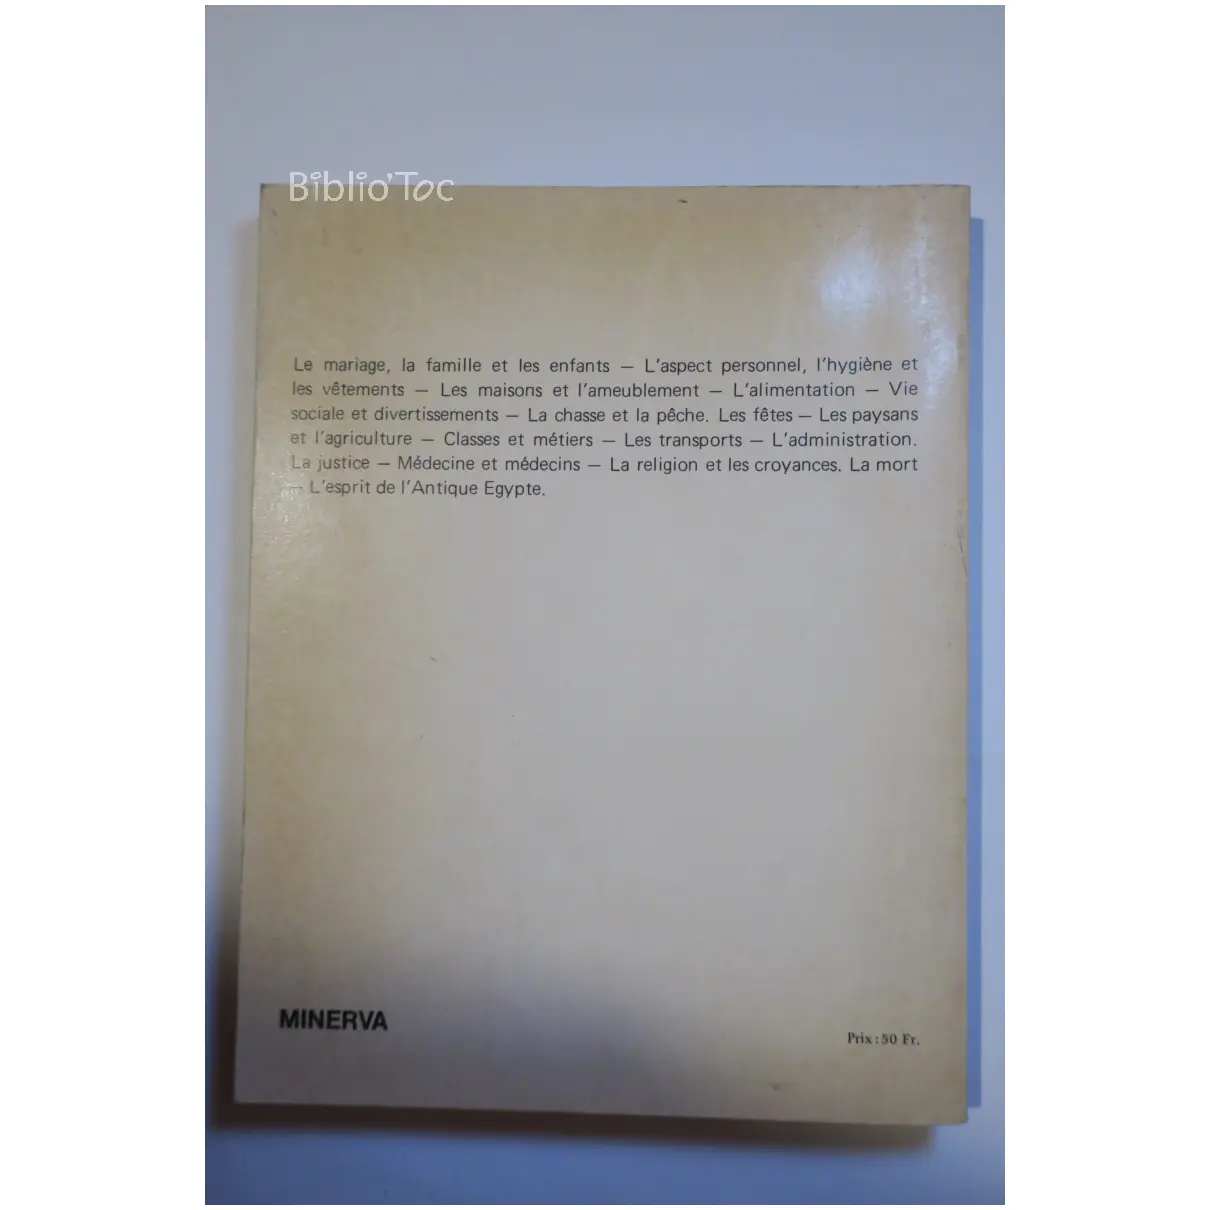 Biblio'Toc
Le mariage, la famille et les enfants — L'aspect personnel, l'hygiène et
les vêtements — Les maisons et l'ameublement — L'alimentation — Vie
sociale et divertissements — La chasse et la pêche. Les fêtes — Les paysans
et l'agriculture — Classes et métiers — Les transports — L'administration.
La justice — Médecine et médecins — La religion et les croyances. La mort
— L'esprit de l'Antique Egypte.
MINERVA
Prix : 50 Fr.